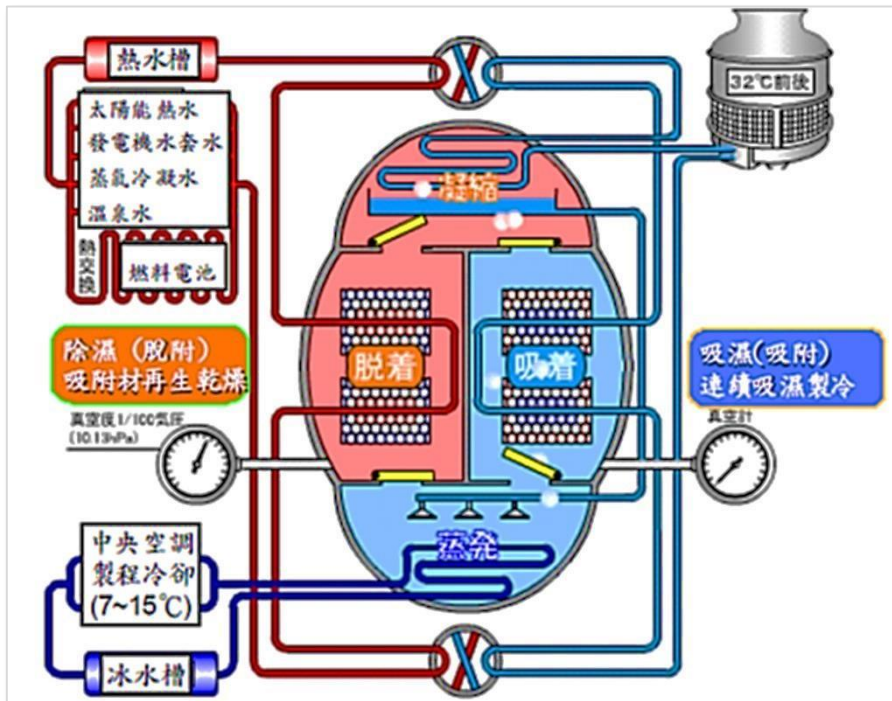 熱水槽
太陽能熱水
發電機水套水
蒸氣冷凝水
溫泉水
熱交換
燃料電池
32℃前後
凝縮
脱着
吸着
除濕 (脫附)
吸附材再生乾燥
吸濕(吸附)
連續吸濕製冷
真空度1/100気圧
(10.13hPa)
真空計
蒸発
中央空調
製程冷卻
(7~15℃)
冰水槽